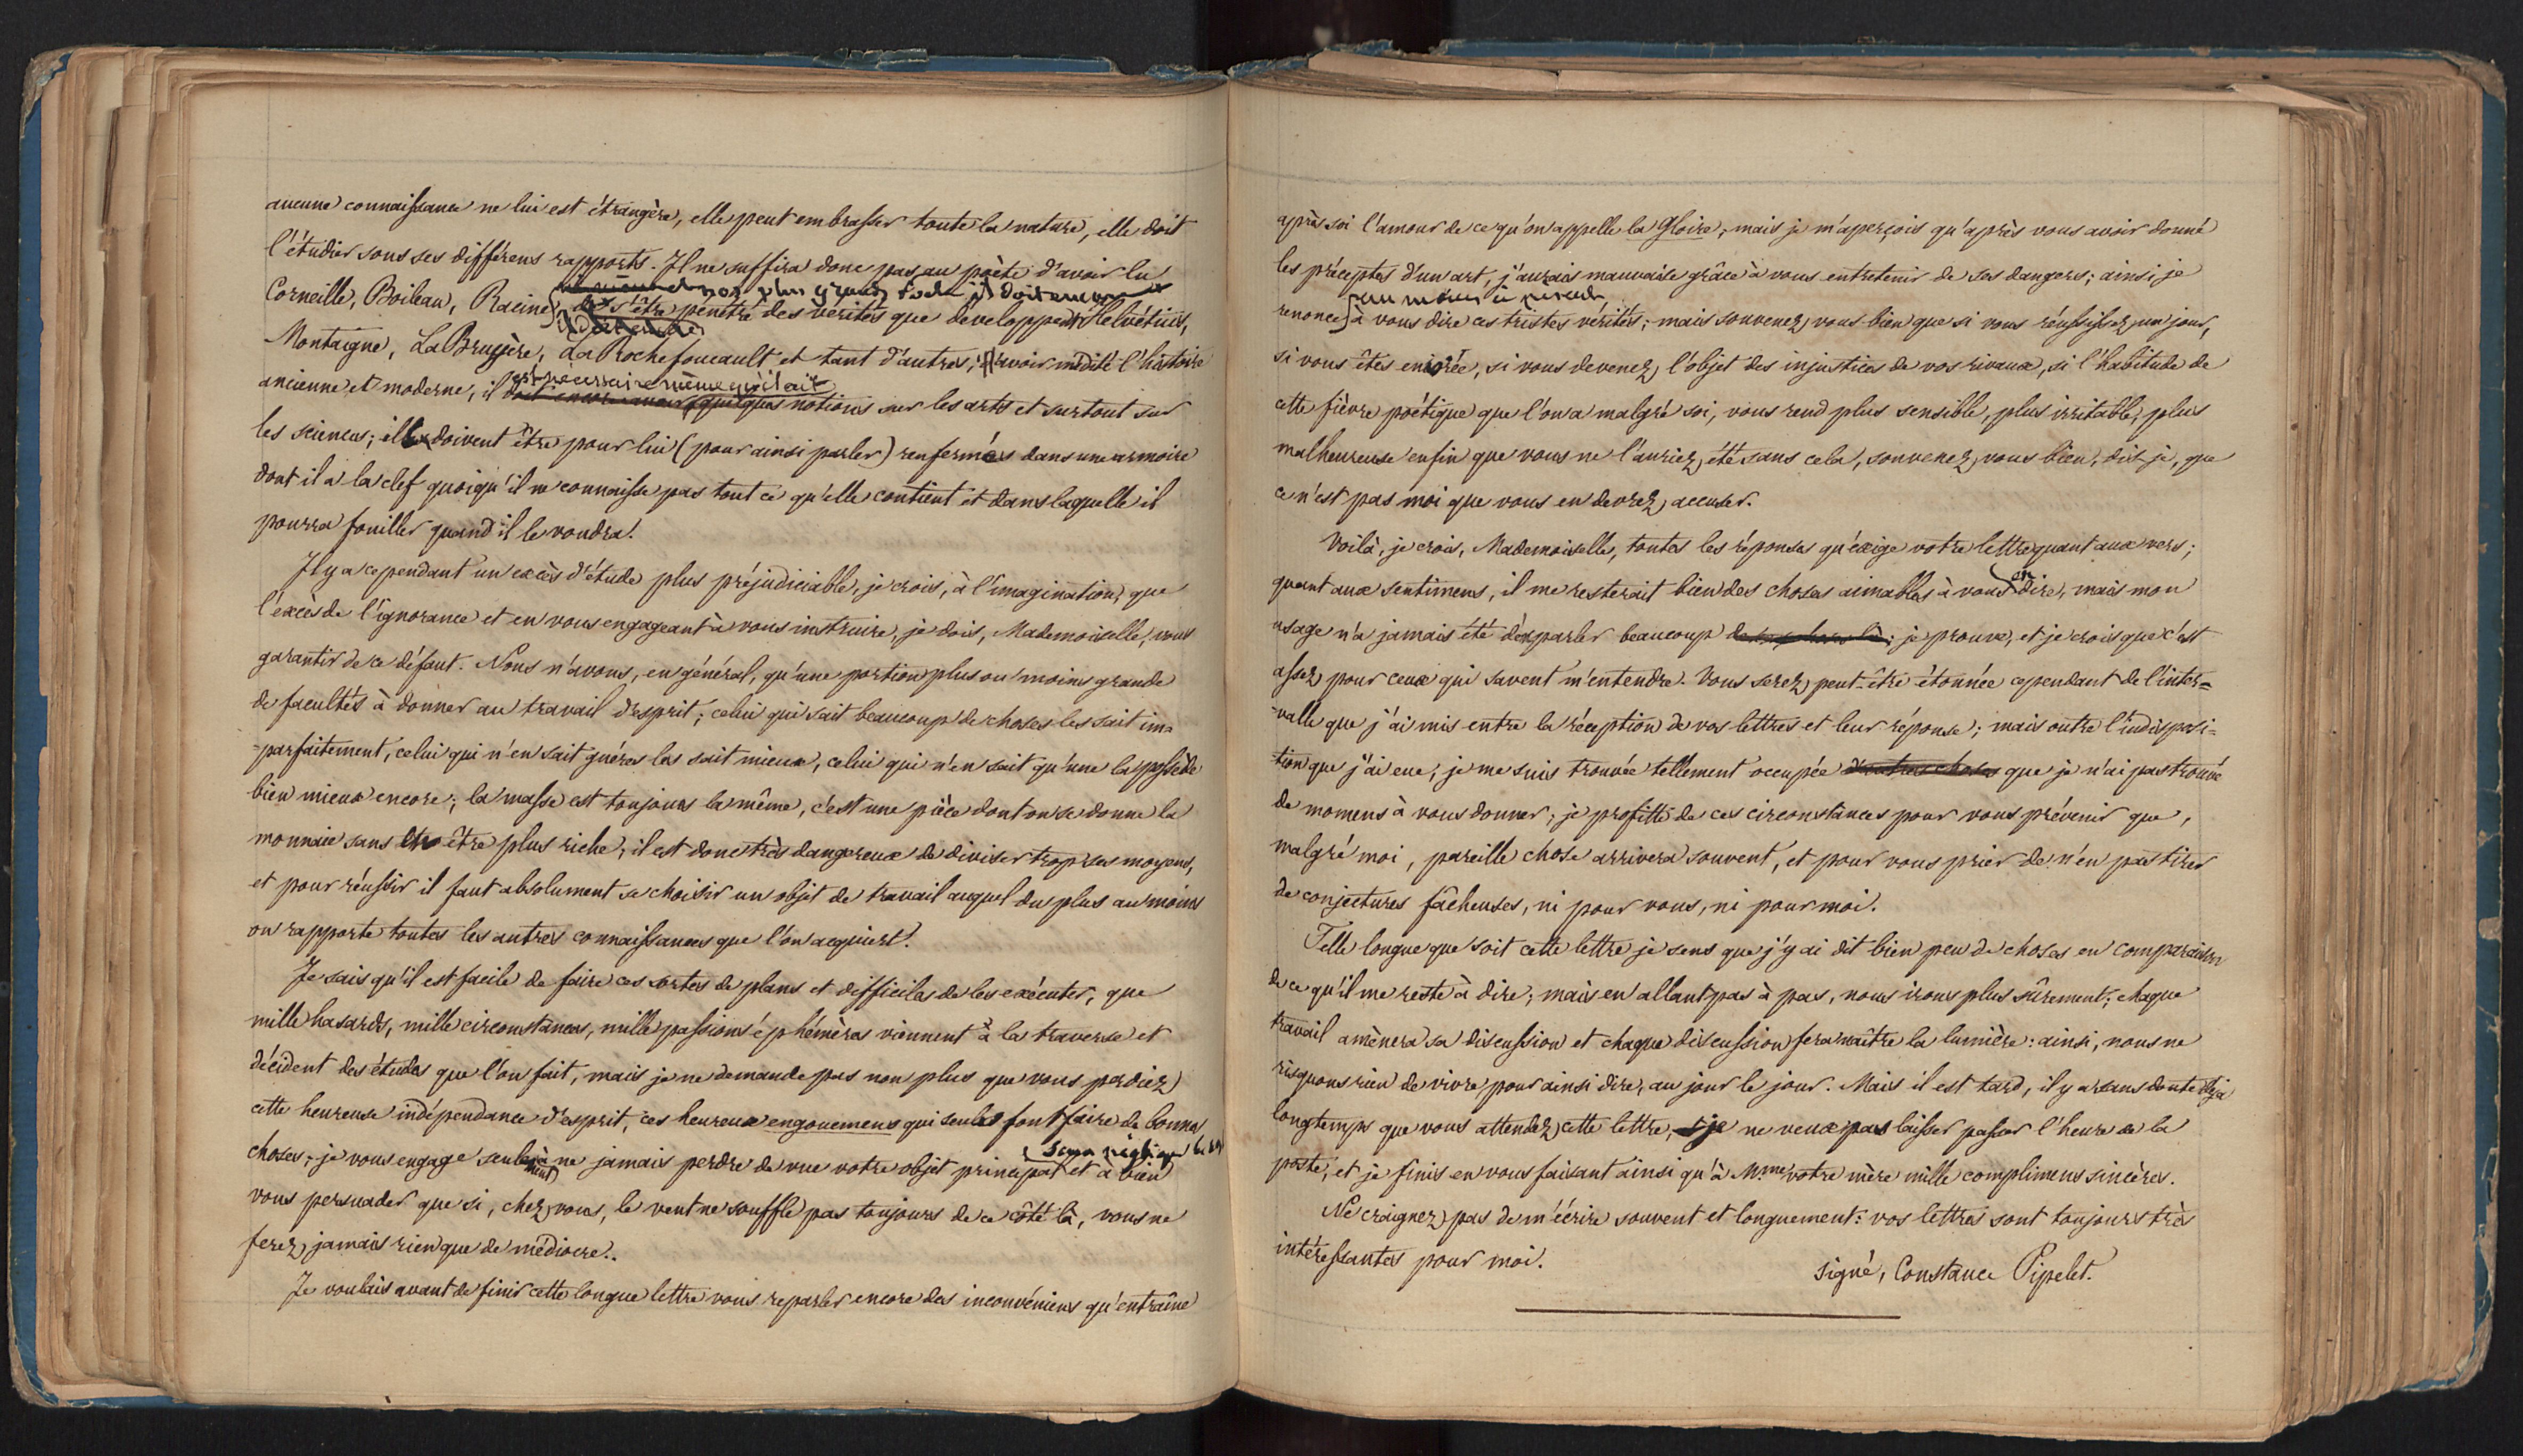 aucune connaissance ne lui est étrangère, elle peut embrasser toute la nature, elle doit
l'étudier sous ses différens rapports. Il ne suffira donc pas au poète d'avoir lu
non plus grands il doit encore
Corneille, Boileau, Racine, s'être pénétré des vérités que développent Helvétius,
Montaigne, La Bruyère, La Rochefoucault et tant d'autres, avoir médité l'histoire
est nécessaire même qu'il ait
ancienne et moderne, il doit encore avoir quelques notions sur les arts et surtout sur
les sciences; ils doivent être pour lui (pour ainsi parler) renfermés dans une armoire
dont il a la clef quoiqu'il ne connaisse pas tout ce qu'elle contient et dans laquelle il
pourra fouiller quand il le voudra.
Il y a cependant un excès d'étude plus préjudiciable, je crois, à l'imagination, que
l'excès de l'ignorance et en vous engageant à vous instruire, je dois, Mademoiselle, vous
garantir de ce défaut. Nous n'avons, en général, qu'une portion plus ou moins grande
de facultés à donner au travail d'esprit; celui qui sait beaucoup de choses les sait im=
=parfaitement, celui qui n'en sait guéres les sait mieux, celui qui n'en sait qu'une la possède
bien mieux encore; la masse est toujours la même, c'est une pièce dont on se donne la
monnaie sans être plus riche; il est donc très dangereux de diviser trop ses moyens,
et pour réussir il faut absolument se choisir un objet de travail auquel du plus au moins
on rapporte toutes les autres connaissances que l'on acquiert.
Je sais qu'il est facile de faire ces sortes de plans et difficiles de les exécuter, que
mille hasards, mille circonstances, mille passions éphémères viennent à la traverse et
décident des études que l'on fait, mais je ne demande pas non plus que vous perdiez
cette heureuse indépendance d'esprit, ces heureux engouemens qui seuls font faire de bonnes
sans négliger
choses; je vous engage seulement à ne jamais perdre de vue votre objet principal et à bien
vous persuader que si, chez vous, le vent ne souffle pas toujours de ce côté là, vous ne
ferez jamais rien que de médiocre.
Je voulais avant de finir cette longue lettre vous reparler encore des inconvéniens qu'entraîne
après soi l'amour de ce qu'on appelle la Gloire, mais je m'aperçois qu'après vous avoir donné
les préceptes d'un art, j'aurais mauvaise grâce à vous entretenir de ses dangers; ainsi je
renonce à vous dire ces tristes vérités; mais souvenez vous bien que si vous réussissez un jour,
si vous êtes enivrée, si vous devenez l'objet des injustices de vos rivaux, si l'habitude de
cette fièvre poétique que l'on a malgré soi, vous rend plus sensible, plus irritable, plus
malheureuse enfin que vous ne l'auriez été sans cela, souvenez vous bien, dis je, que
ce n'est pas moi que vous en devrez accuser.
Voilà, je crois, Mademoiselle, toutes les réponses qu'exige votre lettre quant aux vers;
quant aux sentimens, il me resterait bien des choses aimables à vous en dire, mais mon
usage n'a jamais été d'en parler beaucoup de ces choses là; je prouve, et je crois que c'est
assez pour ceux qui savent m'entendre. Vous serez peut-être étonnée cependant de l'inter=
=valle que j'ai mis entre la réception de vos lettres et leur réponse; mais outre l'indisposi=
tion que j'ai eue, je me suis trouvée tellement occupée d'autres choses que je n'ai pas trouvé
de momens à vous donner; je profitte de ces circonstances pour vous prévenir que,
malgré moi, pareille chose arrivera souvent, et pour vous prier de n'en pas tirer
de conjectures fâcheuses, ni pour vous, ni pour moi.
Telle longue que soit cette lettre je sens que j'y ai dit bien peu de choses en comparaison
de ce qu'il me reste à dire; mais en allant pas à pas, nous irons plus sûrement; chaque
travail amènera sa discussion et chaque discussion fera naître la lumière: ainsi, nous ne
risquons rien de vivre, pour ainsi dire, au jour le jour. Mais il est tard, il y a sans doute déjà
longtemps que vous attendez cette lettre, je ne veux pas laisser passer l'heure de la
poste, et je finis en vous faisant ainsi qu'à Mme votre mère mille complimens sincères.
Ne craignez pas de m'écrire souvent et longuement: vos lettres sont toujours très
intéressantes pour moi.
Signé, Constance Pipelet.